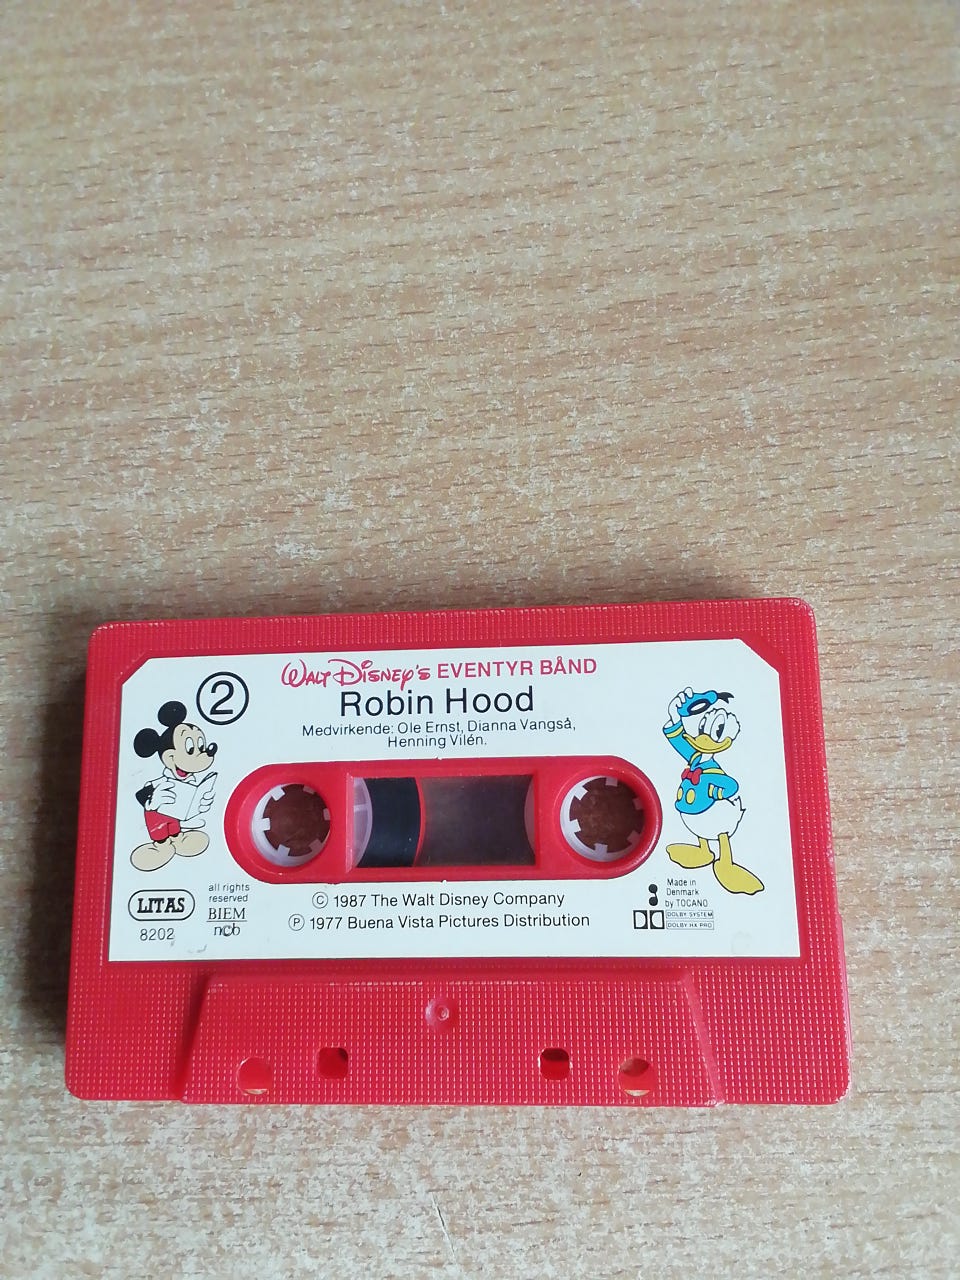 2
WALT DISNEY'S EVENTYR BÅND
Robin Hood
Medvirkende: Ole Ernst, Dianna Vangså,
Henning Vilén.
LITAS
8202
all rights
reserved
BIEM
ncb
© 1987 The Walt Disney Company
℗ 1977 Buena Vista Pictures Distribution
Made in
Denmark
by TOCANO
DOLBY SYSTEM
DOLBY HX PRO